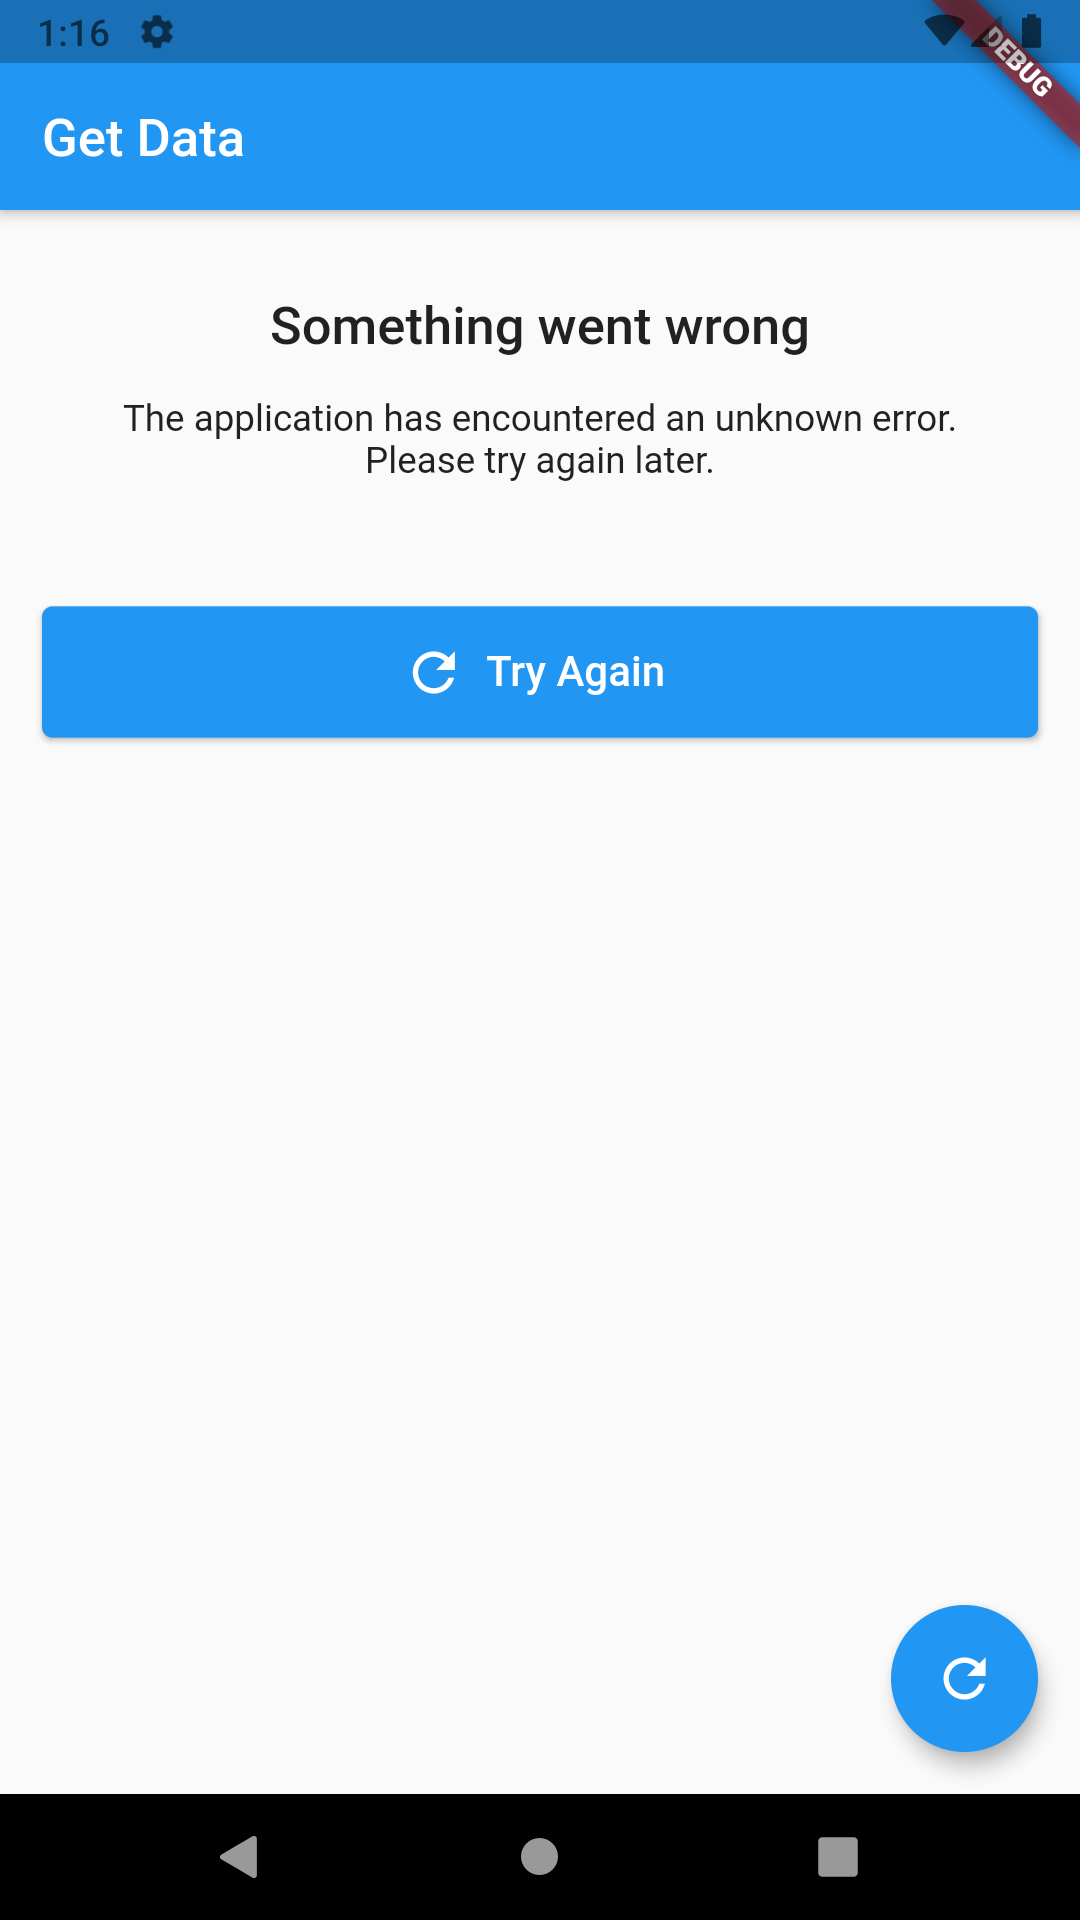 1:16
DEBUG
Get Data
Something went wrong
The application has encountered an unknown error.
Please try again later.
Try Again